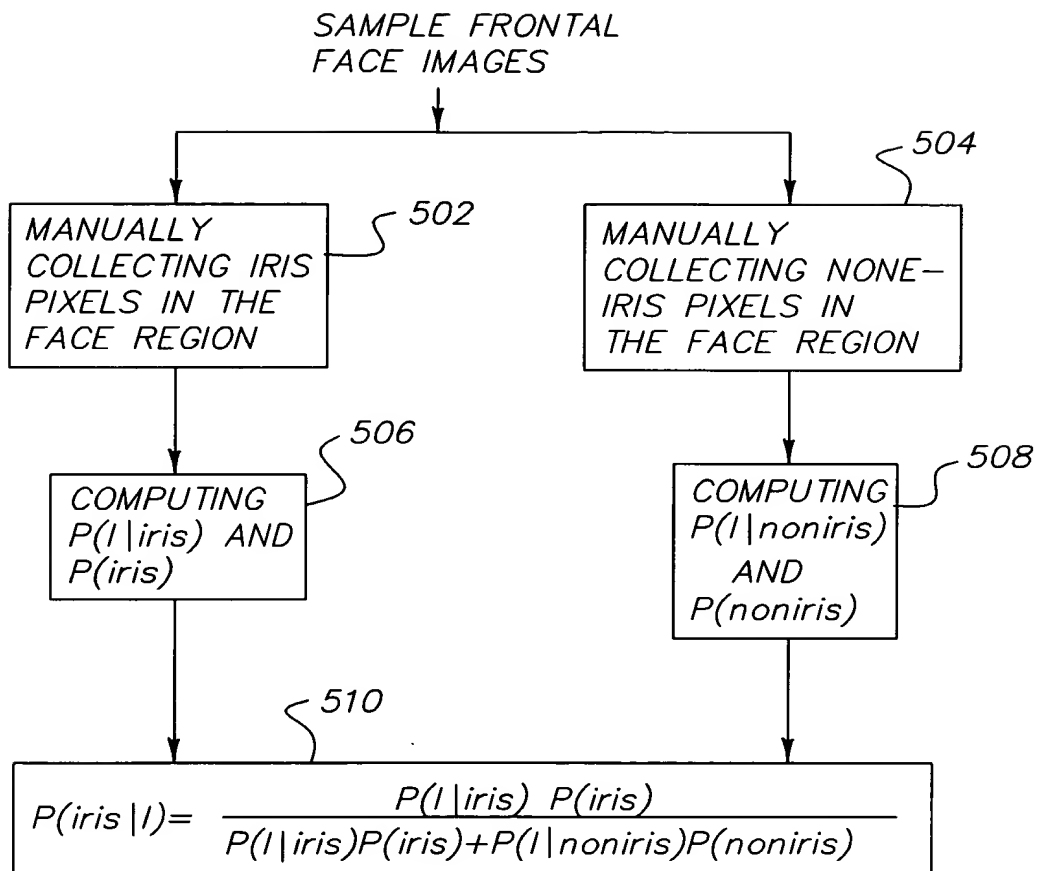 SAMPLE FRONTAL
FACE IMAGES
502
504
MANUALLY
COLLECTING IRIS
PIXELS IN THE
FACE REGION
MANUALLY
COLLECTING NONE-
IRIS PIXELS IN
THE FACE REGION
506
508
COMPUTING
P(I|iris) AND
P(iris)
COMPUTING
P(I|noniris)
AND
P(noniris)
510
P(iris|I)= P(I|iris) P(iris)
P(I|iris)P(iris)+P(I|noniris)P(noniris)